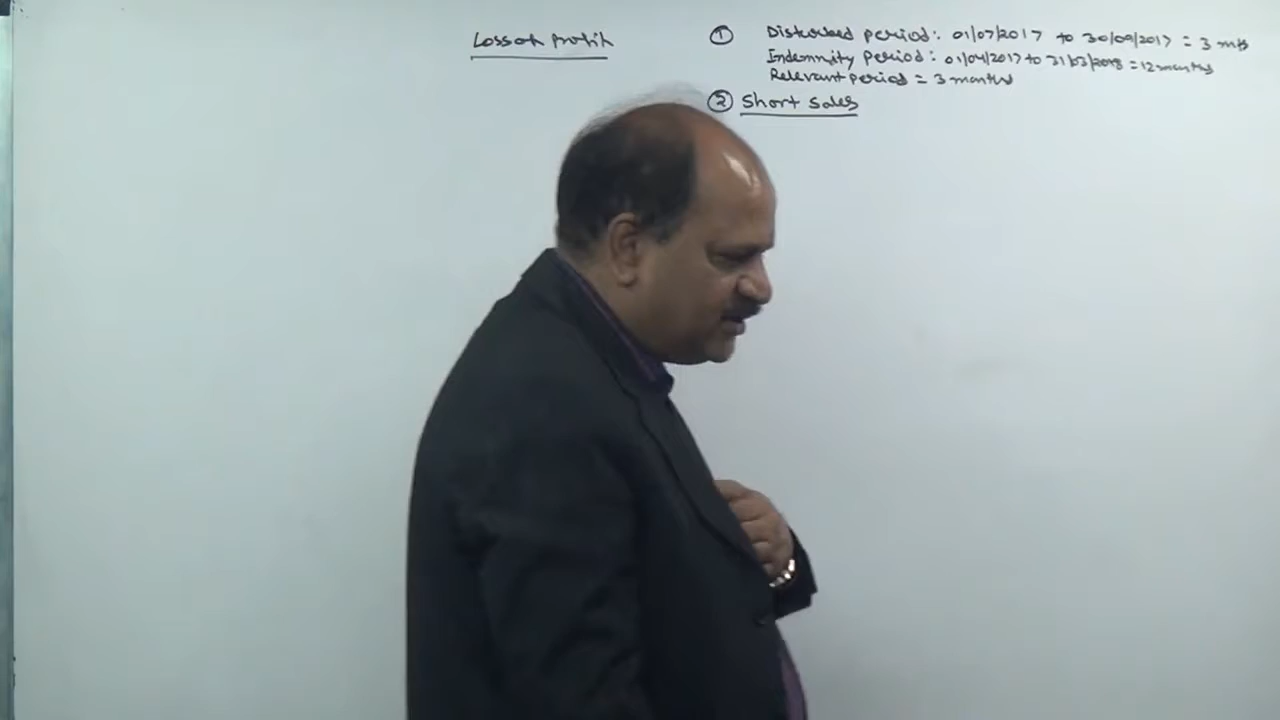 Loss of Profit
① Disturbed period: 01/07/2017 to 30/09/2017 = 3 mts
Indemnity Period: 01/04/2017 to 31/03/2018 = 12 months
Relevant period = 3 months
② Short Sales